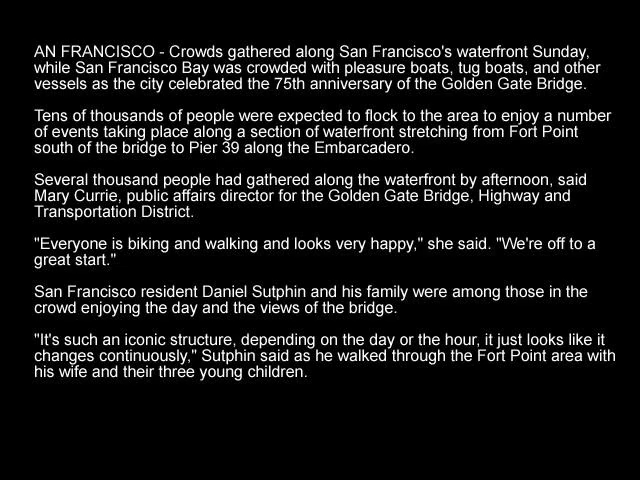 AN FRANCISCO - Crowds gathered along San Francisco's waterfront Sunday,
while San Francisco Bay was crowded with pleasure boats, tug boats, and other
vessels as the city celebrated the 75th anniversary of the Golden Gate Bridge.
Tens of thousands of people were expected to flock to the area to enjoy a number
of events taking place along a section of waterfront stretching from Fort Point
south of the bridge to Pier 39 along the Embarcadero.
Several thousand people had gathered along the waterfront by afternoon, said
Mary Currie, public affairs director for the Golden Gate Bridge, Highway and
Transportation District.
"Everyone is biking and walking and looks very happy," she said. "We're off to a
great start."
San Francisco resident Daniel Sutphin and his family were among those in the
crowd enjoying the day and the views of the bridge.
"It's such an iconic structure, depending on the day or the hour, it just looks like it
changes continuously," Sutphin said as he walked through the Fort Point area with
his wife and their three young children.